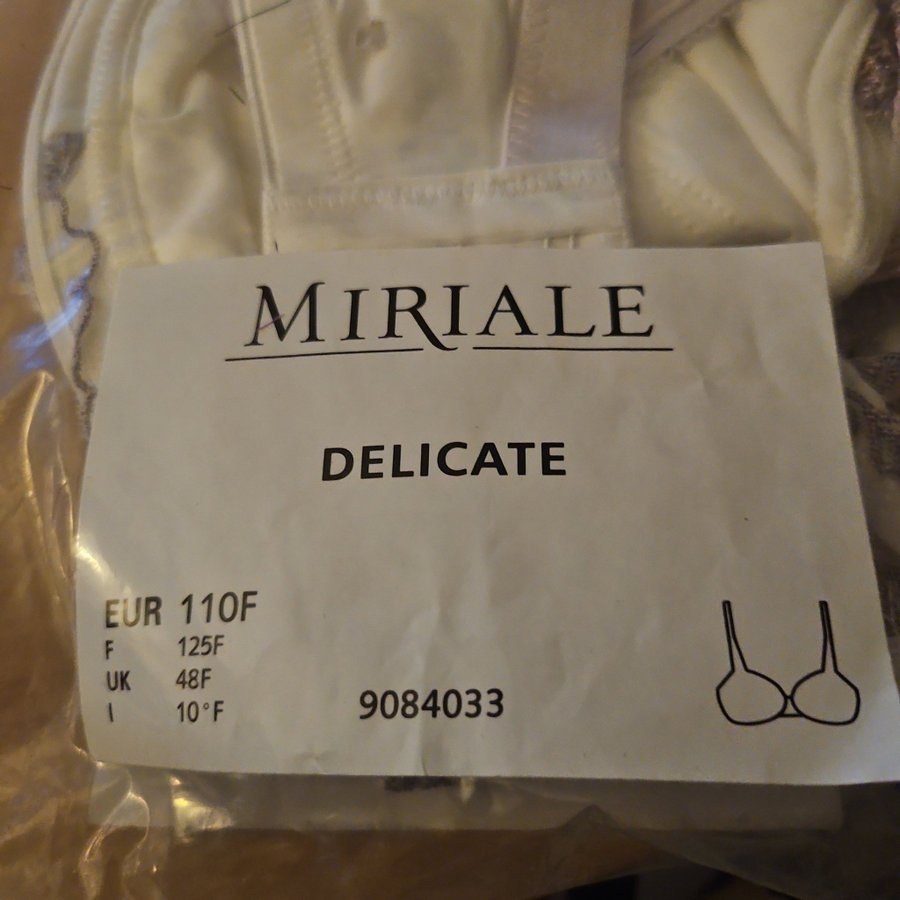 MIRIALE
DELICATE
EUR 110F
F 125F
UK 48F
I 10°F
9084033